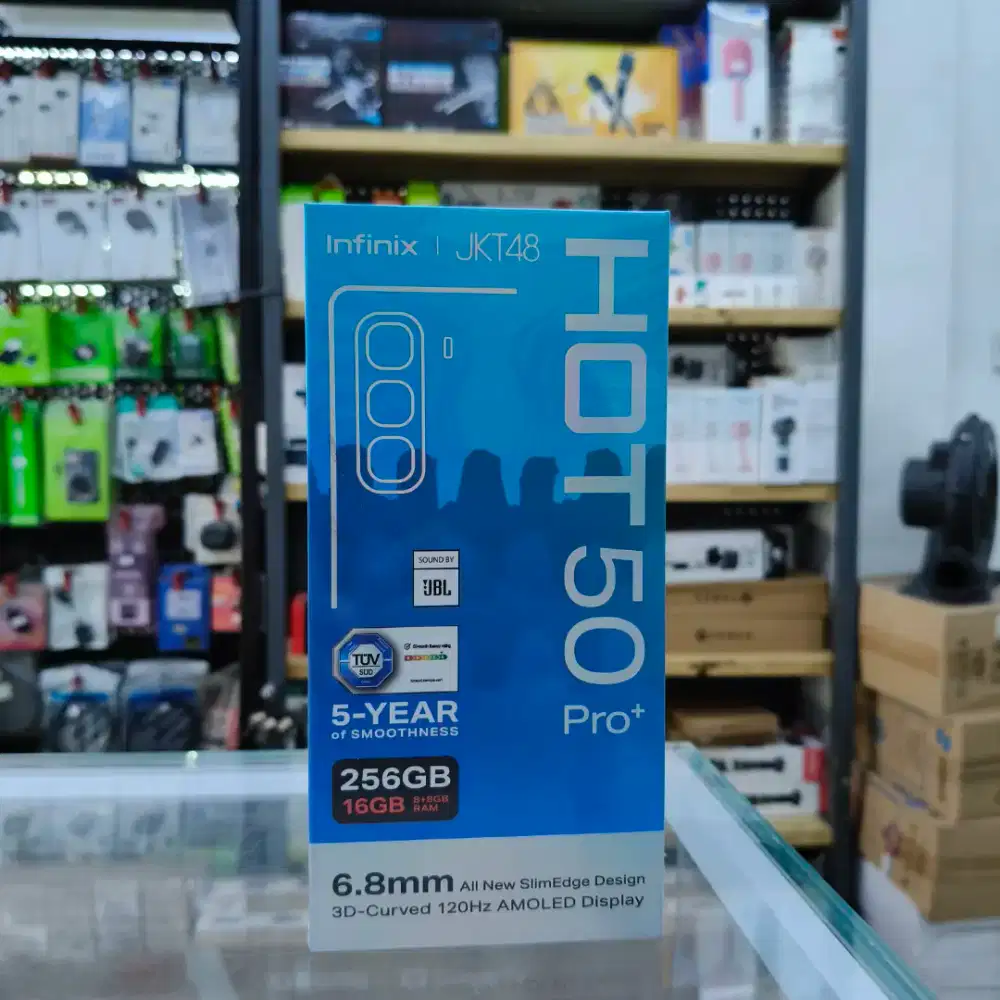 Infinix | JKT48
HOT 50
Pro+
SOUND BY
JBL
TÜV
SÜD
5-YEAR
of SMOOTHNESS
256GB
16GB 8+8GB
RAM
6.8mm All New SlimEdge Design
3D-Curved 120Hz AMOLED Display